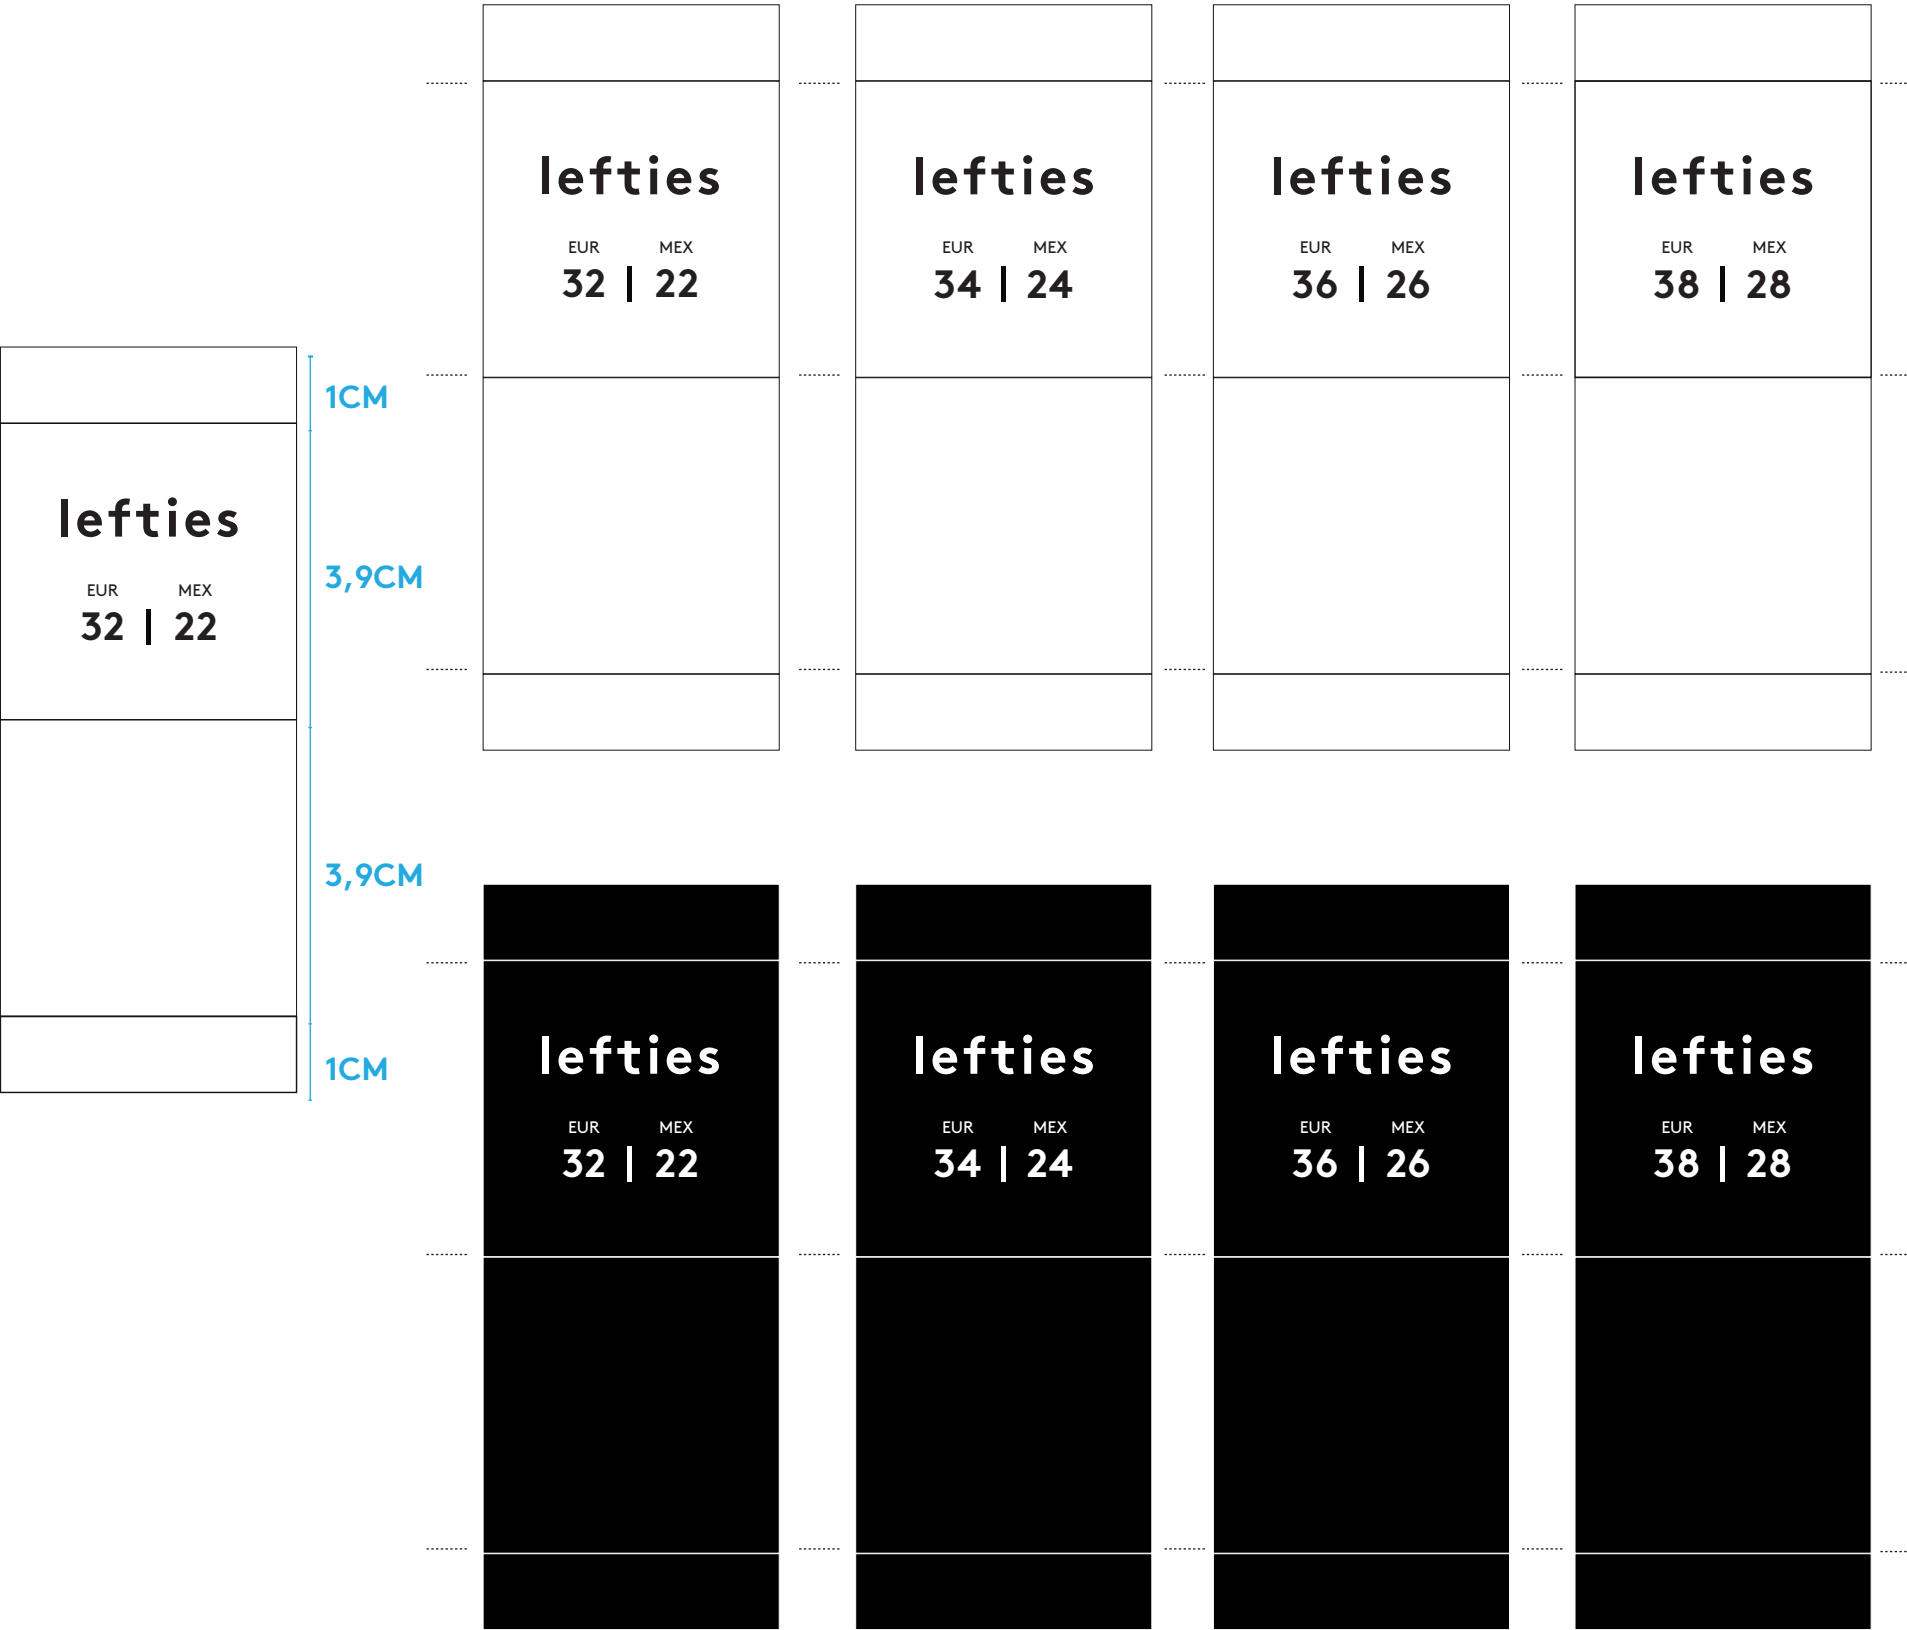 lefties
EUR MEX
32 | 22
lefties
EUR MEX
34 | 24
lefties
EUR MEX
36 | 26
lefties
EUR MEX
38 | 28
1CM
lefties
3,9CM
EUR MEX
32 | 22
3,9CM
1CM
lefties
EUR MEX
32 | 22
lefties
EUR MEX
34 | 24
lefties
EUR MEX
36 | 26
lefties
EUR MEX
38 | 28